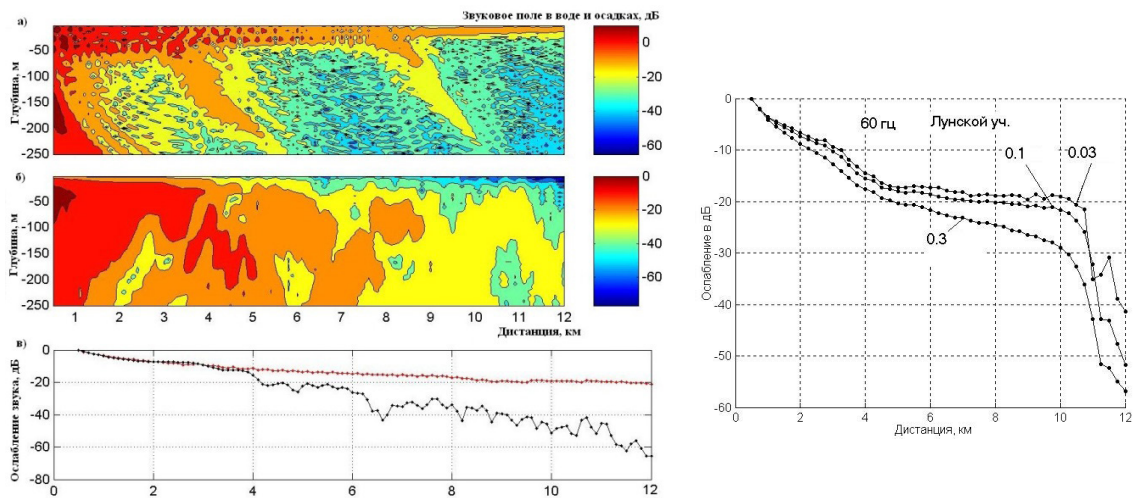 Звуковое поле в воде и осадках, дБ
а)
Глубина, м
-50
-100
-150
-200
-250
0
-20
-40
-60
б)
Глубина, м
-50
-100
-150
-200
-250
1 2 3 4 5 6 7 8 9 10 11 12
Дистанция, км
0
-20
-40
-60
в)
Ослабление звука, дБ
0
-20
-40
-60
-80
0 2 4 6 8 10 12
60 гц Лунской уч.
0.1 0.03
0.3
Ослабление в дБ
0
-10
-20
-30
-40
-50
-60
0 2 4 6 8 10 12
Дистанция, км